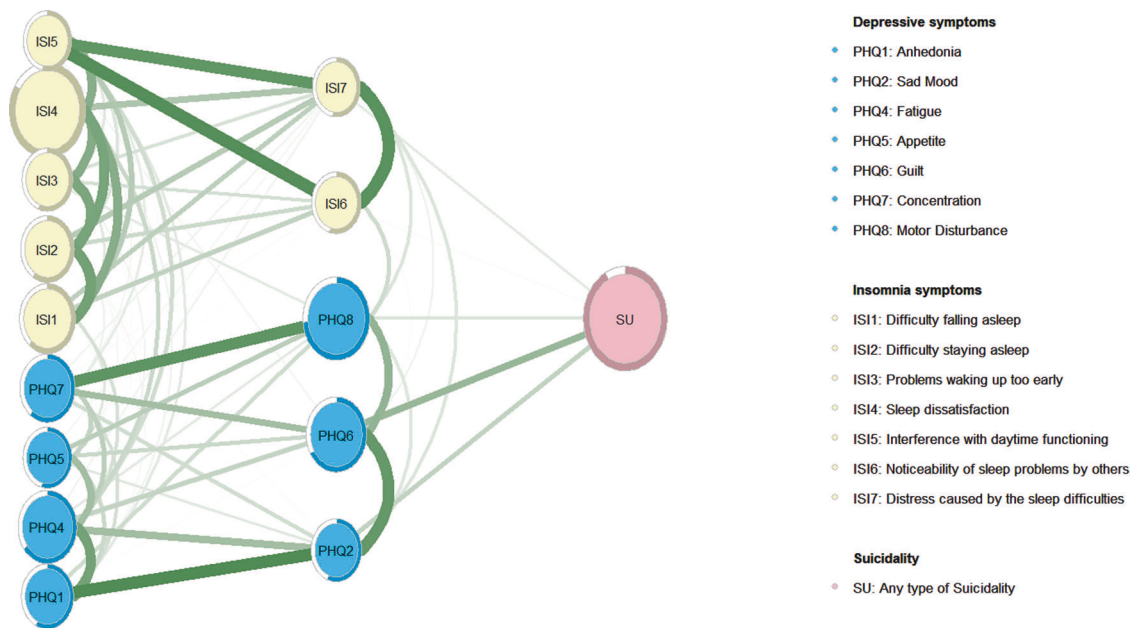 ISI5
ISI4
ISI3
ISI2
ISI1
PHQ7
PHQ5
PHQ4
PHQ1
ISI7
ISI6
PHQ8
PHQ6
PHQ2
SU
Depressive symptoms
PHQ1: Anhedonia
PHQ2: Sad Mood
PHQ4: Fatigue
PHQ5: Appetite
PHQ6: Guilt
PHQ7: Concentration
PHQ8: Motor Disturbance
Insomnia symptoms
ISI1: Difficulty falling asleep
ISI2: Difficulty staying asleep
ISI3: Problems waking up too early
ISI4: Sleep dissatisfaction
ISI5: Interference with daytime functioning
ISI6: Noticeability of sleep problems by others
ISI7: Distress caused by the sleep difficulties
Suicidality
SU: Any type of Suicidality